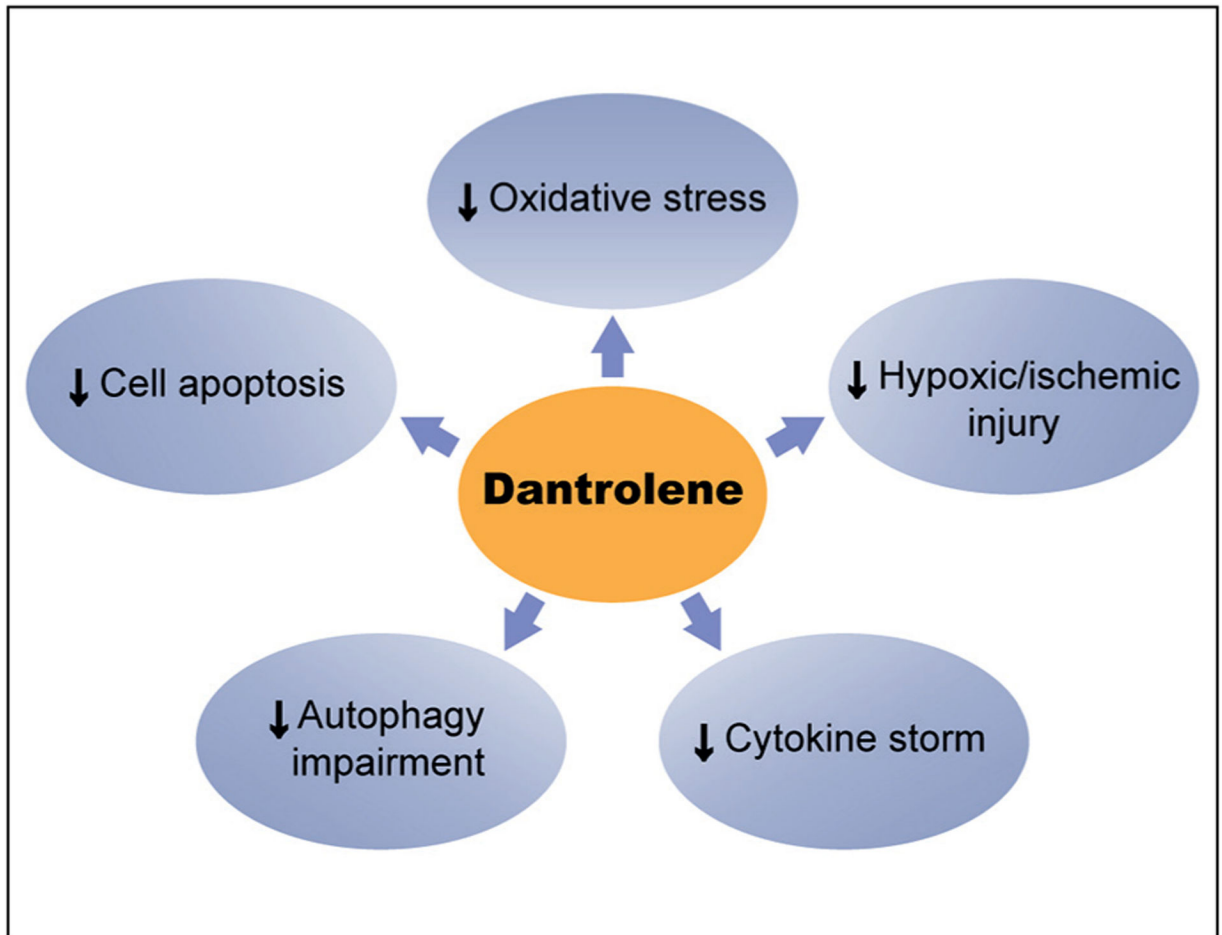 ↓ Oxidative stress
↓ Cell apoptosis
↓ Hypoxic/ischemic
injury
Dantrolene
↓ Autophagy
impairment
↓ Cytokine storm